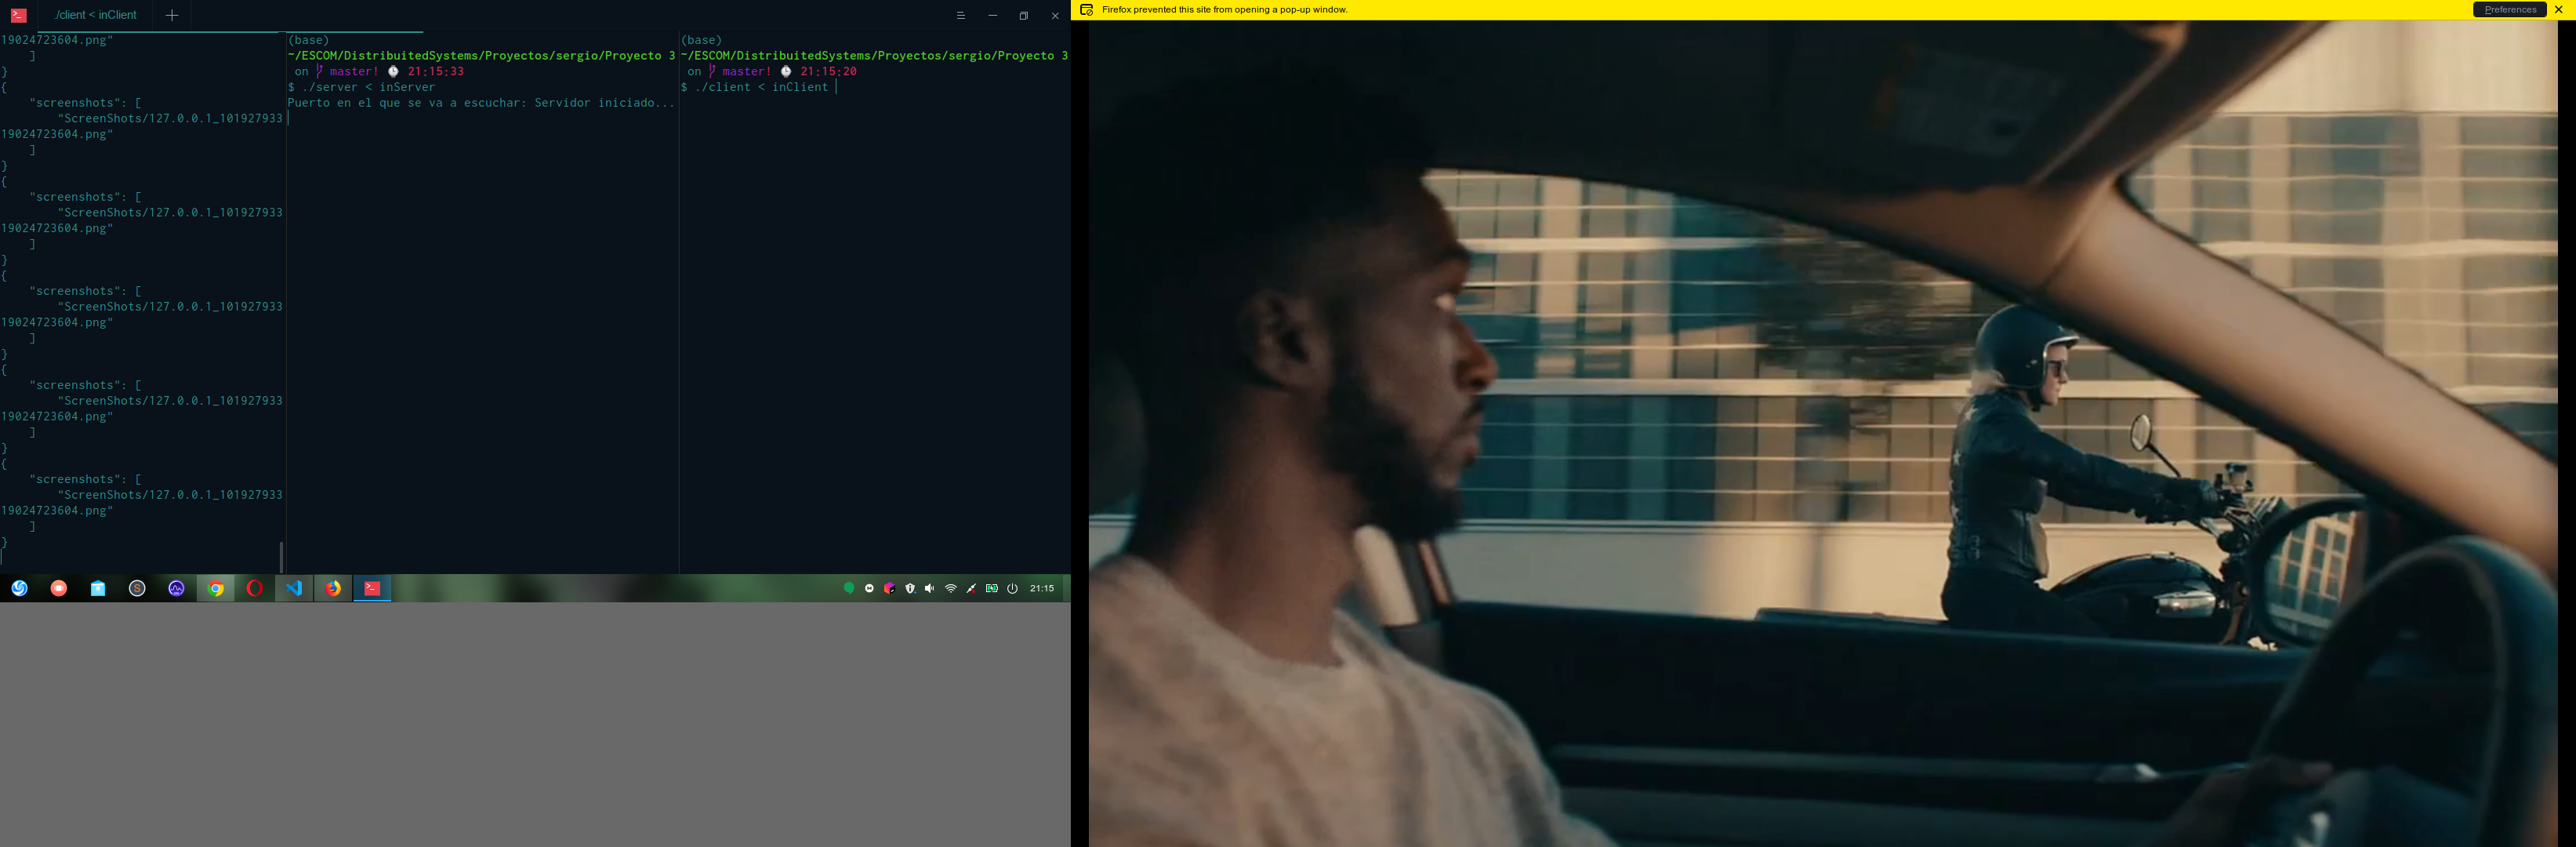 ./client < inClient
19024723604.png"
]
}
{
"screenshots": [
"ScreenShots/127.0.0.1_101927933
19024723604.png"
]
}
{
"screenshots": [
"ScreenShots/127.0.0.1_101927933
19024723604.png"
]
}
{
"screenshots": [
"ScreenShots/127.0.0.1_101927933
19024723604.png"
]
}
{
"screenshots": [
"ScreenShots/127.0.0.1_101927933
19024723604.png"
]
}
{
"screenshots": [
"ScreenShots/127.0.0.1_101927933
19024723604.png"
]
}
(base)
~/ESCOM/DistribuitedSystems/Proyectos/sergio/Proyecto 3
on master! 21:15:33
$ ./server < inServer
Puerto en el que se va a escuchar: Servidor iniciado...
(base)
~/ESCOM/DistribuitedSystems/Proyectos/sergio/Proyecto 3
on master! 21:15:20
$ ./client < inClient
21:15
Firefox prevented this site from opening a pop-up window.
Preferences